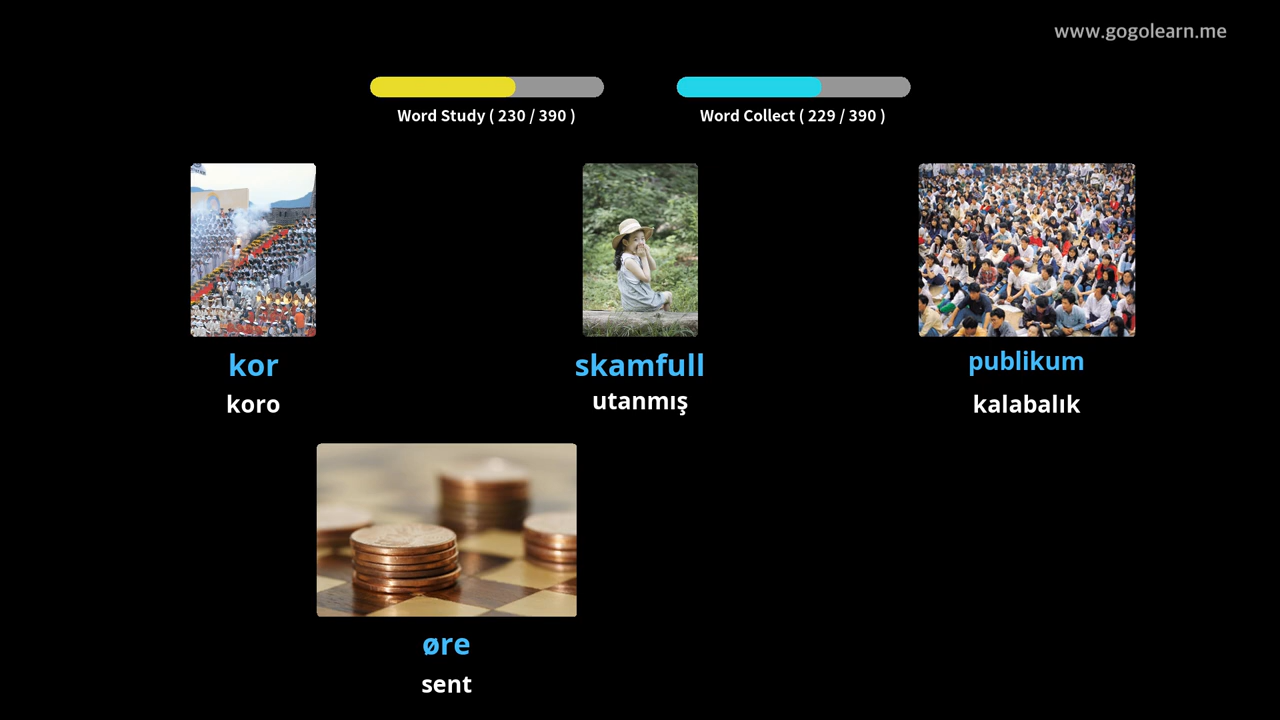 www.gogolearn.me
Word Study ( 230 / 390 )
Word Collect ( 229 / 390 )
kor
koro
skamfull
utanmış
publikum
kalabalık
øre
sent